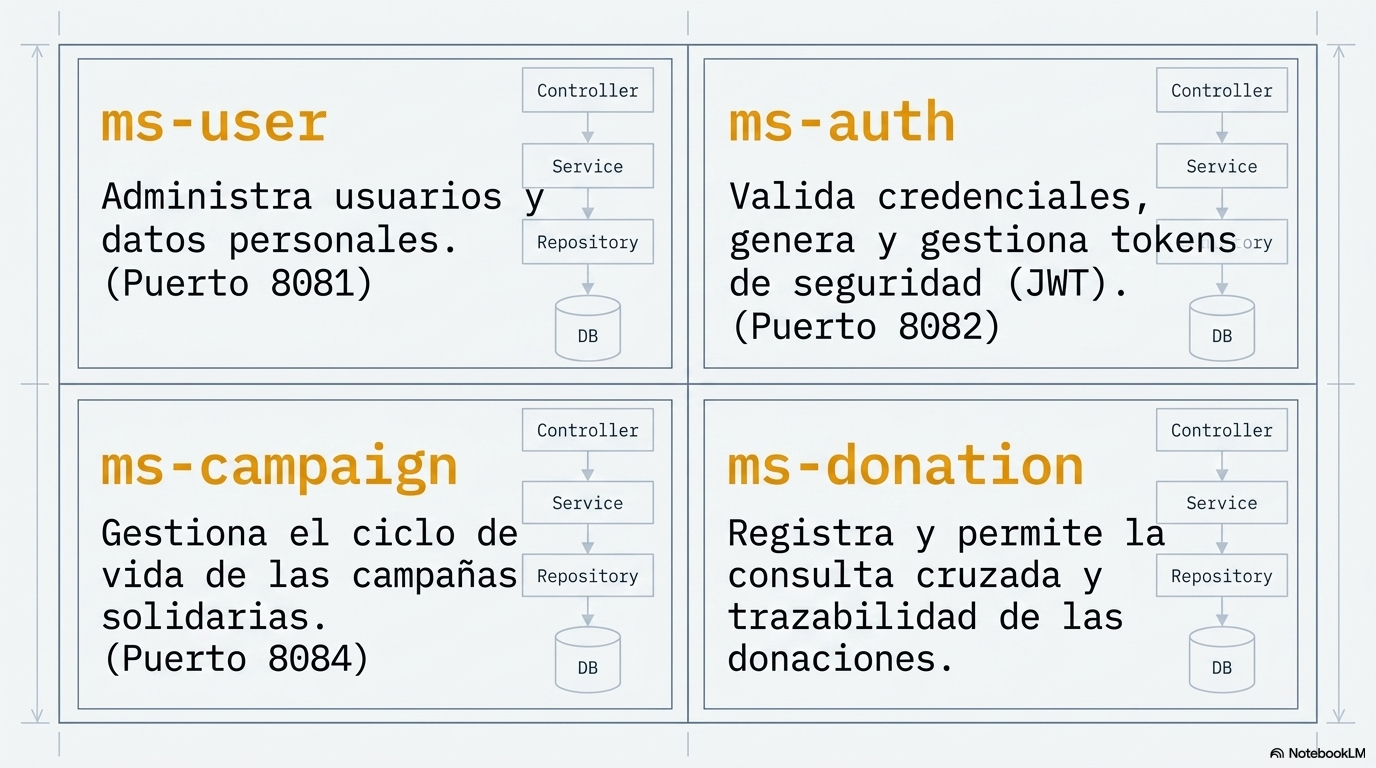 ms-user
Administra usuarios y
datos personales.
(Puerto 8081)
Controller
Service
Repository
DB
ms-auth
Valida credenciales,
genera y gestiona tokens
de seguridad (JWT).
(Puerto 8082)
Controller
Service
DB
ms-campaign
Gestiona el ciclo de
vida de las campañas
solidarias.
(Puerto 8084)
Controller
Service
Repository
DB
ms-donation
Registra y permite la
consulta cruzada y
trazabilidad de las
donaciones.
Controller
Service
Repository
DB
NotebookLM